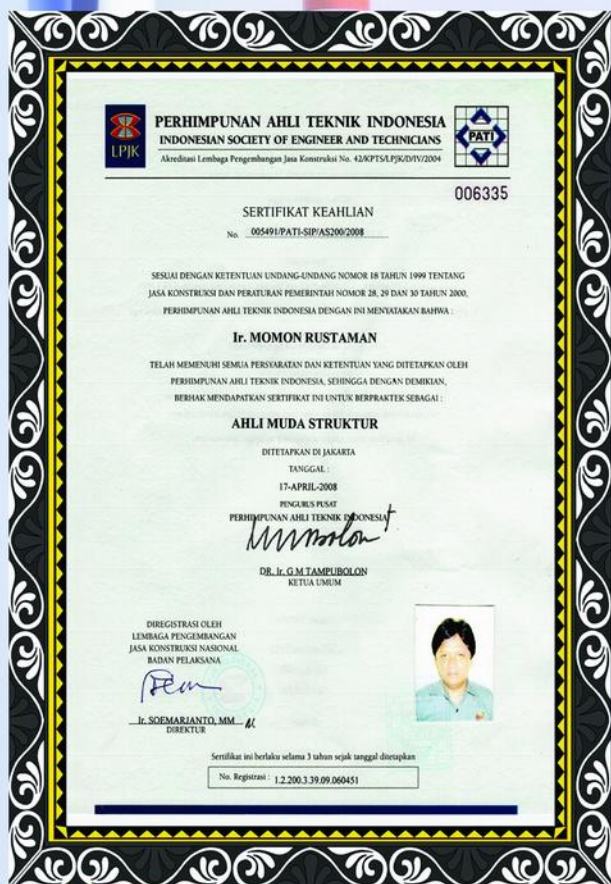 LPJK
PERHIMPUNAN AHLI TEKNIK INDONESIA
INDONESIAN SOCIETY OF ENGINEER AND TECHNICIANS
Akreditasi Lembaga Pengembangan Jasa Konstruksi No. 42/KPTS/LPJK/D/IV/2004
PATI
006335
SERTIFIKAT KEAHLIAN
No. 005491/PATI-SIP/AS200/2008
SESUAI DENGAN KETENTUAN UNDANG-UNDANG NOMOR 18 TAHUN 1999 TENTANG
JASA KONSTRUKSI DAN PERATURAN PEMERINTAH NOMOR 28, 29 DAN 30 TAHUN 2000,
PERHIMPUNAN AHLI TEKNIK INDONESIA DENGAN INI MENYATAKAN BAHWA :
Ir. MOMON RUSTAMAN
TELAH MEMENUHI SEMUA PERSYARATAN DAN KETENTUAN YANG DITETAPKAN OLEH
PERHIMPUNAN AHLI TEKNIK INDONESIA, SEHINGGA DENGAN DEMIKIAN,
BERHAK MENDAPATKAN SERTIFIKAT INI UNTUK BERPRAKTEK SEBAGAI :
AHLI MUDA STRUKTUR
DITETAPKAN DI JAKARTA
TANGGAL :
17-APRIL-2008
PENGURUS PUSAT
PERHIMPUNAN AHLI TEKNIK INDONESIA
DR. Ir. G M TAMPUBOLON
KETUA UMUM
DIREGISTRASI OLEH
LEMBAGA PENGEMBANGAN
JASA KONSTRUKSI NASIONAL
BADAN PELAKSANA
Ir. SOEMARJANTO, MM
DIREKTUR
Sertifikat ini berlaku selama 3 tahun sejak tanggal ditetapkan
No. Registrasi : 1.2.200.3.39.09.060451